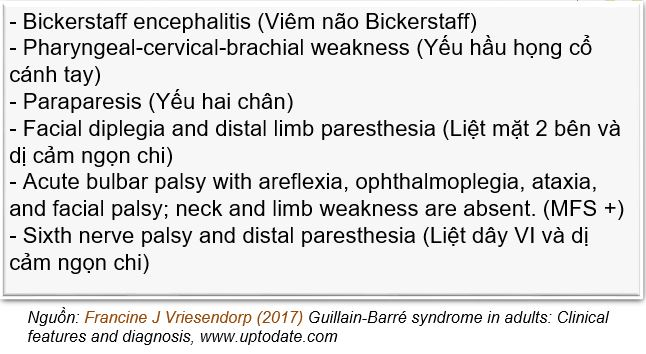 - Bickerstaff encephalitis (Viêm não Bickerstaff)
- Pharyngeal-cervical-brachial weakness (Yếu hầu họng cổ
cánh tay)
- Paraparesis (Yếu hai chân)
- Facial diplegia and distal limb paresthesia (Liệt mặt 2 bên và
dị cảm ngọn chi)
- Acute bulbar palsy with areflexia, ophthalmoplegia, ataxia,
and facial palsy; neck and limb weakness are absent. (MFS +)
- Sixth nerve palsy and distal paresthesia (Liệt dây VI và dị
cảm ngọn chi)
Nguồn: Francine J Vriesendorp (2017) Guillain-Barré syndrome in adults: Clinical
features and diagnosis, www.uptodate.com